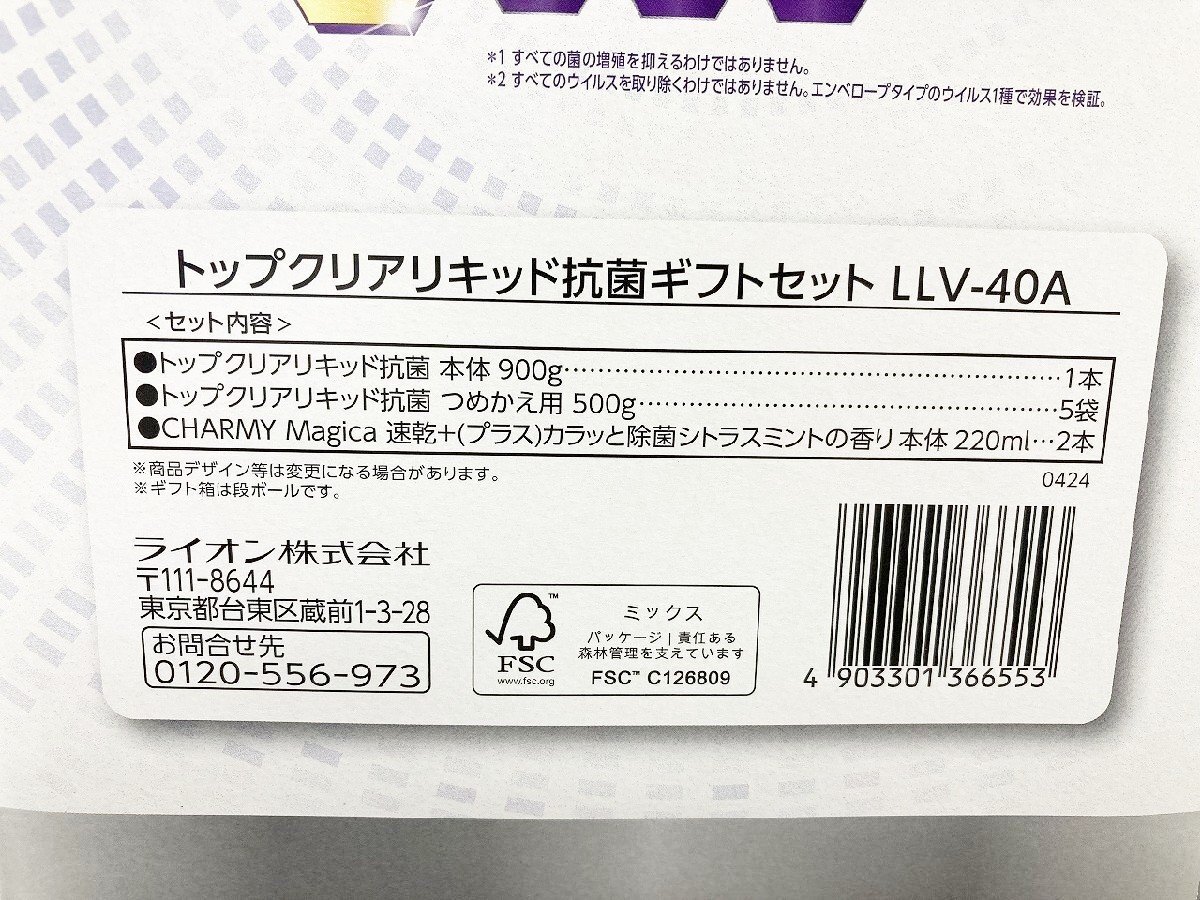 *1 すべての菌の増殖を抑えるわけではありません。
*2 すべてのウイルスを取り除くわけではありません。エンベロープタイプのウイルス1種で効果を検証。
トップクリアリキッド抗菌ギフトセット LLV-40A
＜セット内容＞
●トップクリアリキッド抗菌 本体 900g…………………………………………1本
●トップクリアリキッド抗菌 つめかえ用 500g…………………………………5袋
●CHARMY Magica 速乾+(プラス)カラッと除菌シトラスミントの香り 本体 220ml…2本
※商品デザイン等は変更になる場合があります。
※ギフト箱は段ボールです。
0424
ライオン株式会社
〒111-8644
東京都台東区蔵前1-3-28
お問合せ先
0120-556-973
FSC™
www.fsc.org
ミックス
パッケージ | 責任ある
森林管理を支えています
FSC™ C126809
4 903301 366553